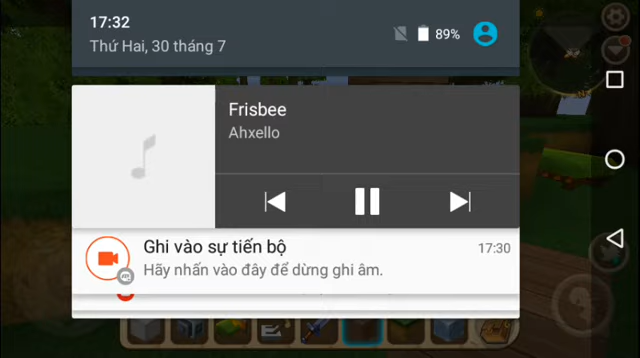 17:32
Thứ Hai, 30 tháng 7
89%
Frisbee
Ahxello
Ghi vào sự tiến bộ
17:30
Hãy nhấn vào đây để dừng ghi âm.